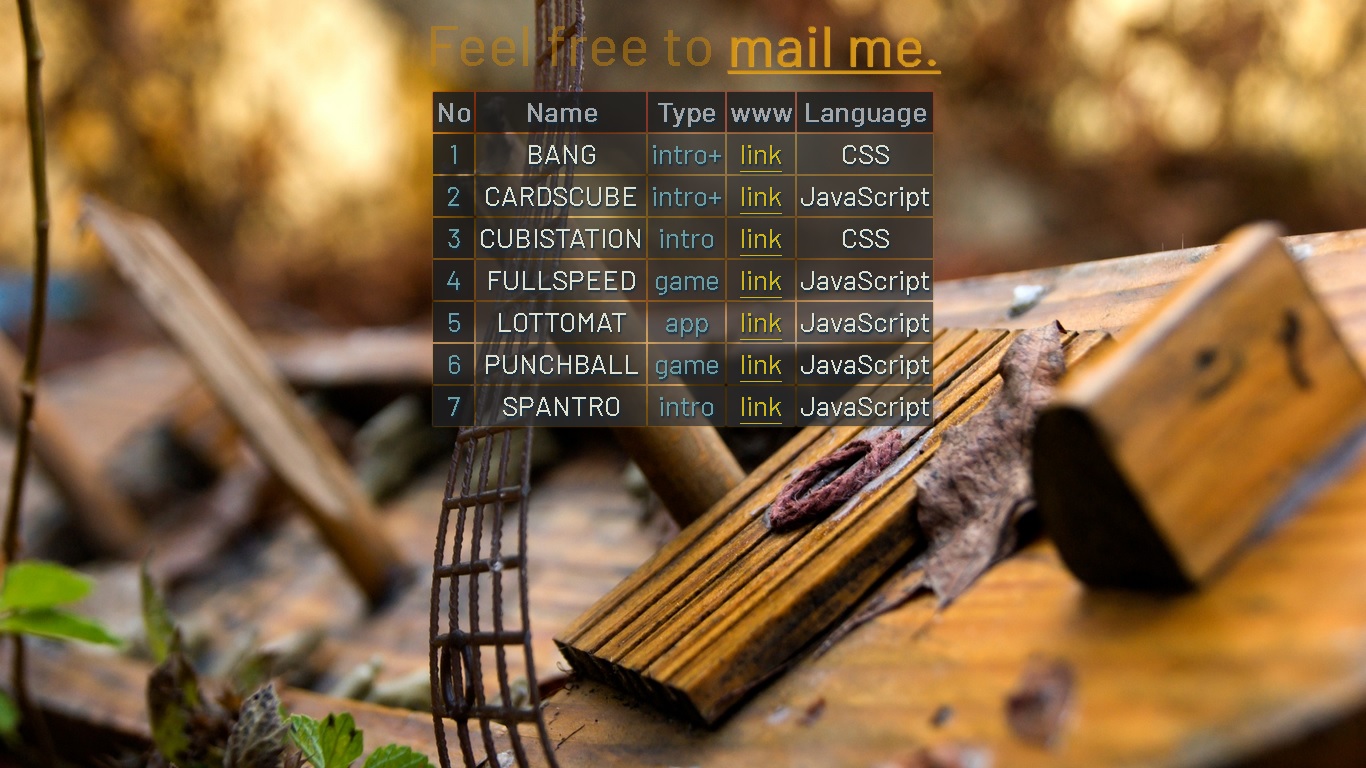 Feel free to mail me.
No Name Type www Language
1 BANG intro+ link CSS
2 CARDSCUBE intro+ link JavaScript
3 CUBISTATION intro link CSS
4 FULLSPEED game link JavaScript
5 LOTTOMAT app link JavaScript
6 PUNCHBALL game link JavaScript
7 SPANTRO intro link JavaScript